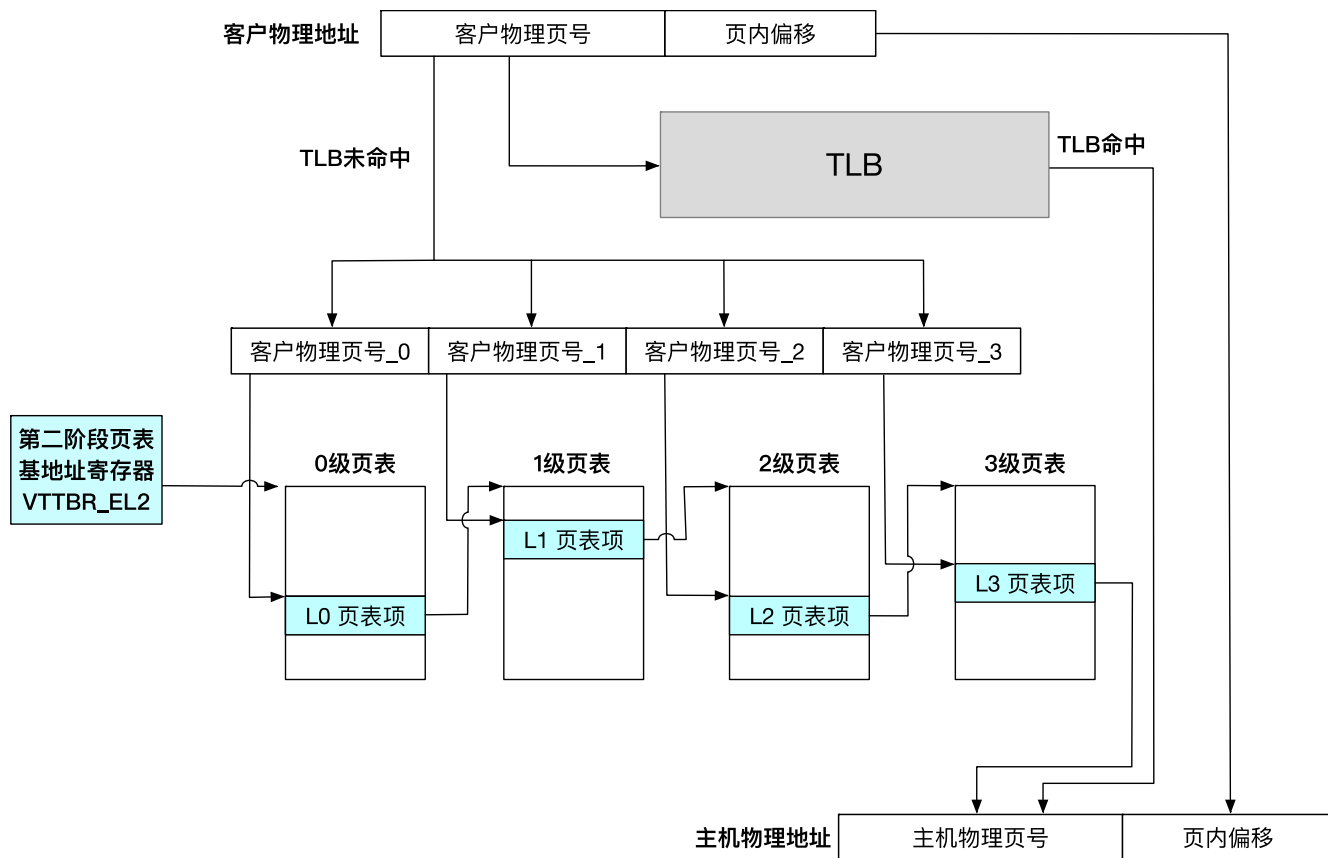 客户物理地址
客户物理页号
页内偏移
TLB未命中
TLB
TLB命中
客户物理页号_0
客户物理页号_1
客户物理页号_2
客户物理页号_3
第二阶段页表
基地址寄存器
VTTBR_EL2
0级页表
1级页表
2级页表
3级页表
L0 页表项
L1 页表项
L2 页表项
L3 页表项
主机物理地址
主机物理页号
页内偏移